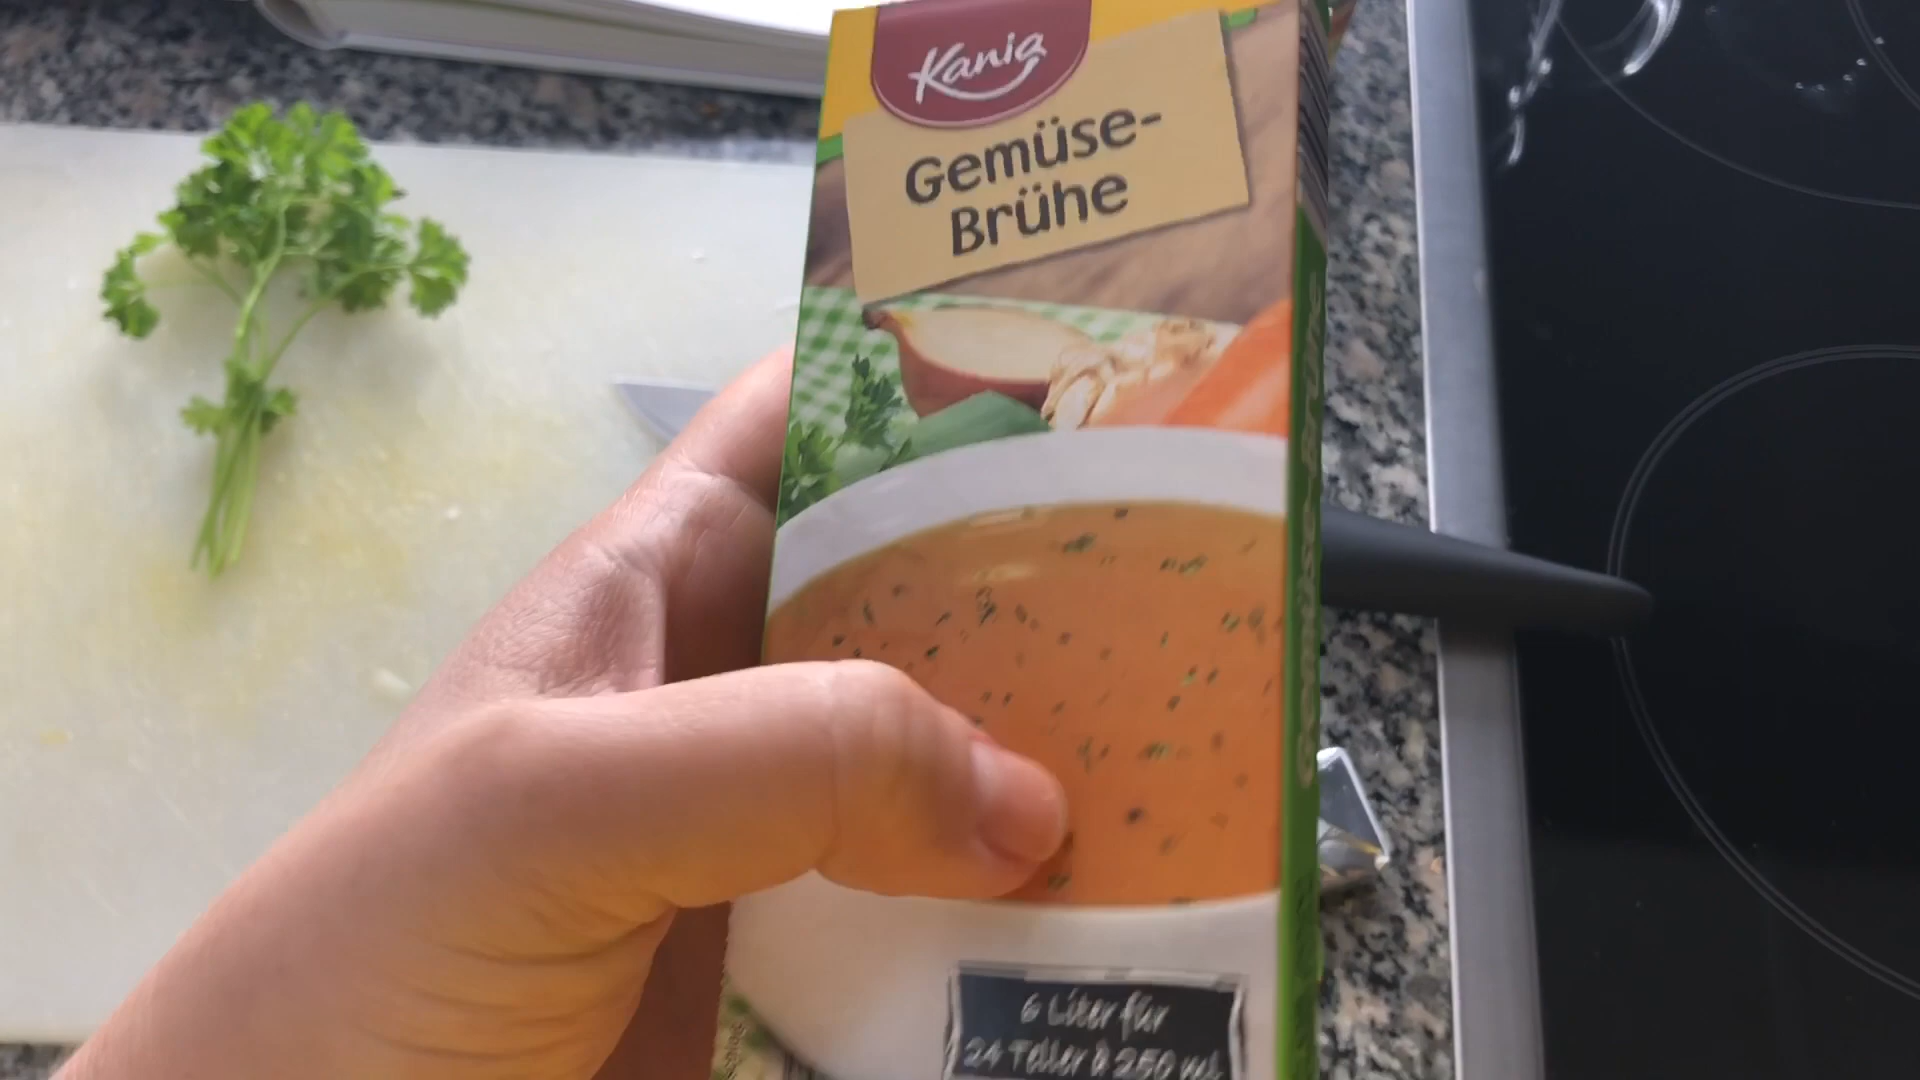 Kania
Gemüse-
Brühe
6 Liter für
24 Teller à 250 ml